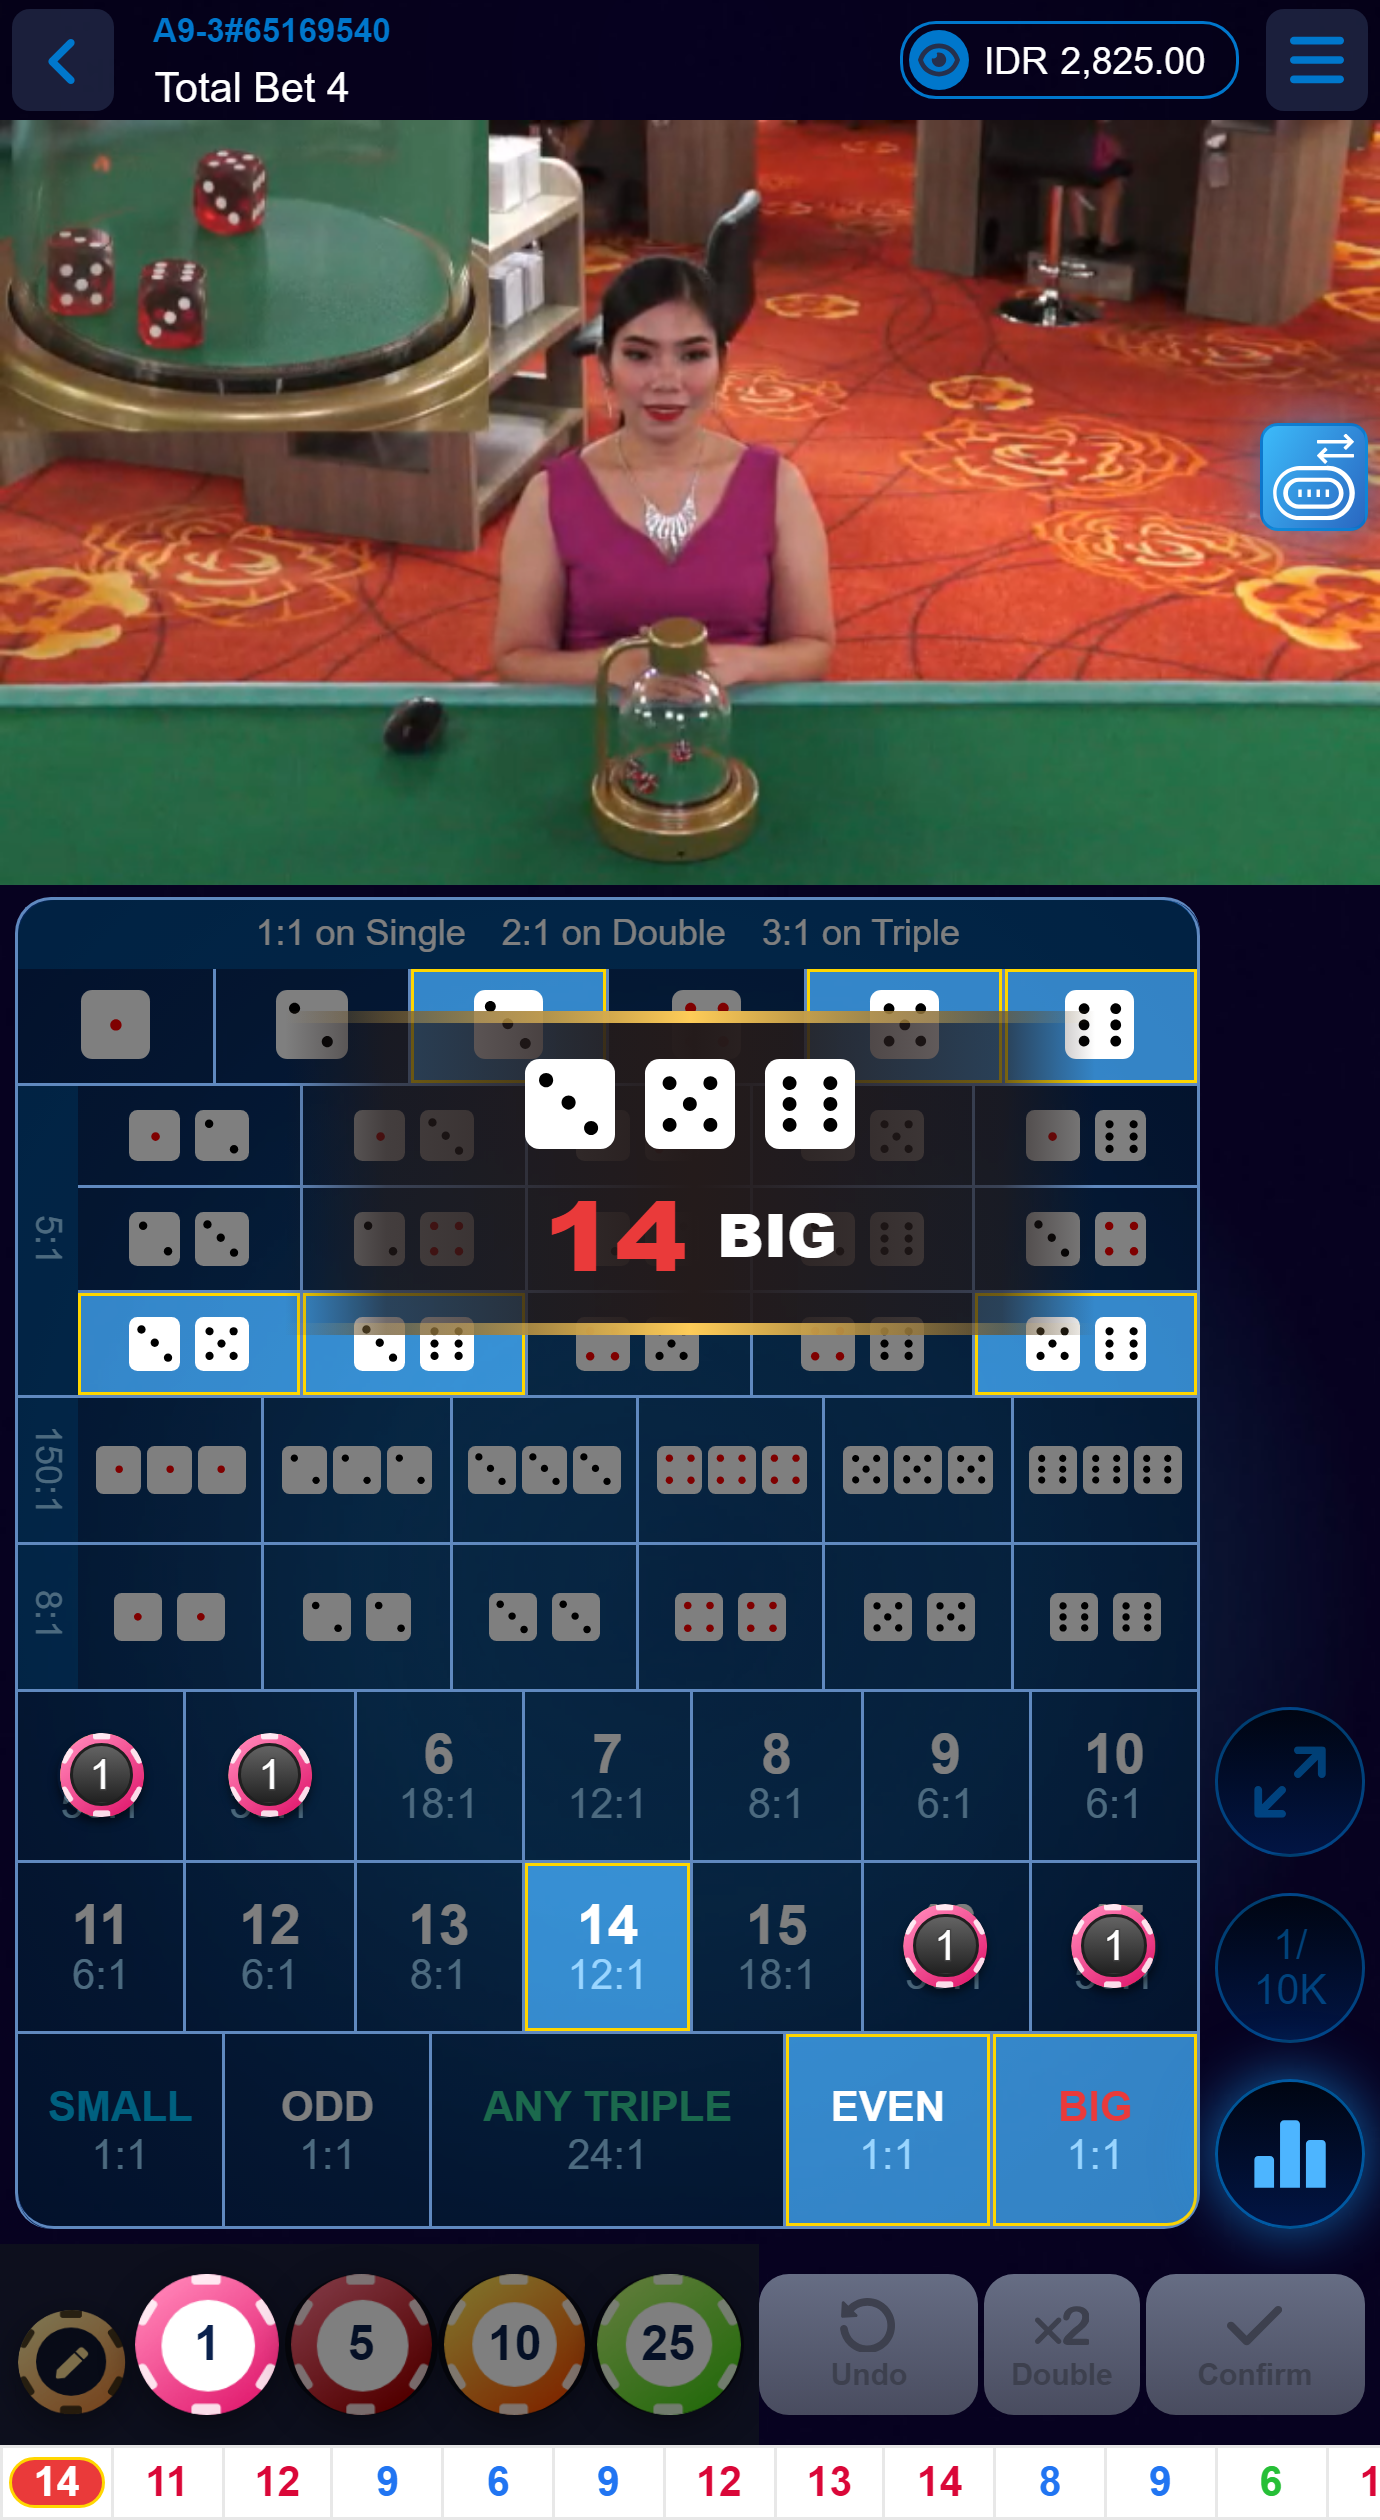 A9-3#65169540
Total Bet 4
IDR 2,825.00
1:1 on Single 2:1 on Double 3:1 on Triple
14 BIG
5:1
150:1
8:1
1 1 6 7 8 9 10
18:1 12:1 8:1 6:1 6:1
11 12 13 14 15 1 1
6:1 6:1 8:1 12:1 18:1
1/
10K
SMALL ODD ANY TRIPLE EVEN BIG
1:1 1:1 24:1 1:1 1:1
1 5 10 25
x2
Undo Double Confirm
14 11 12 9 6 9 12 13 14 8 9 6